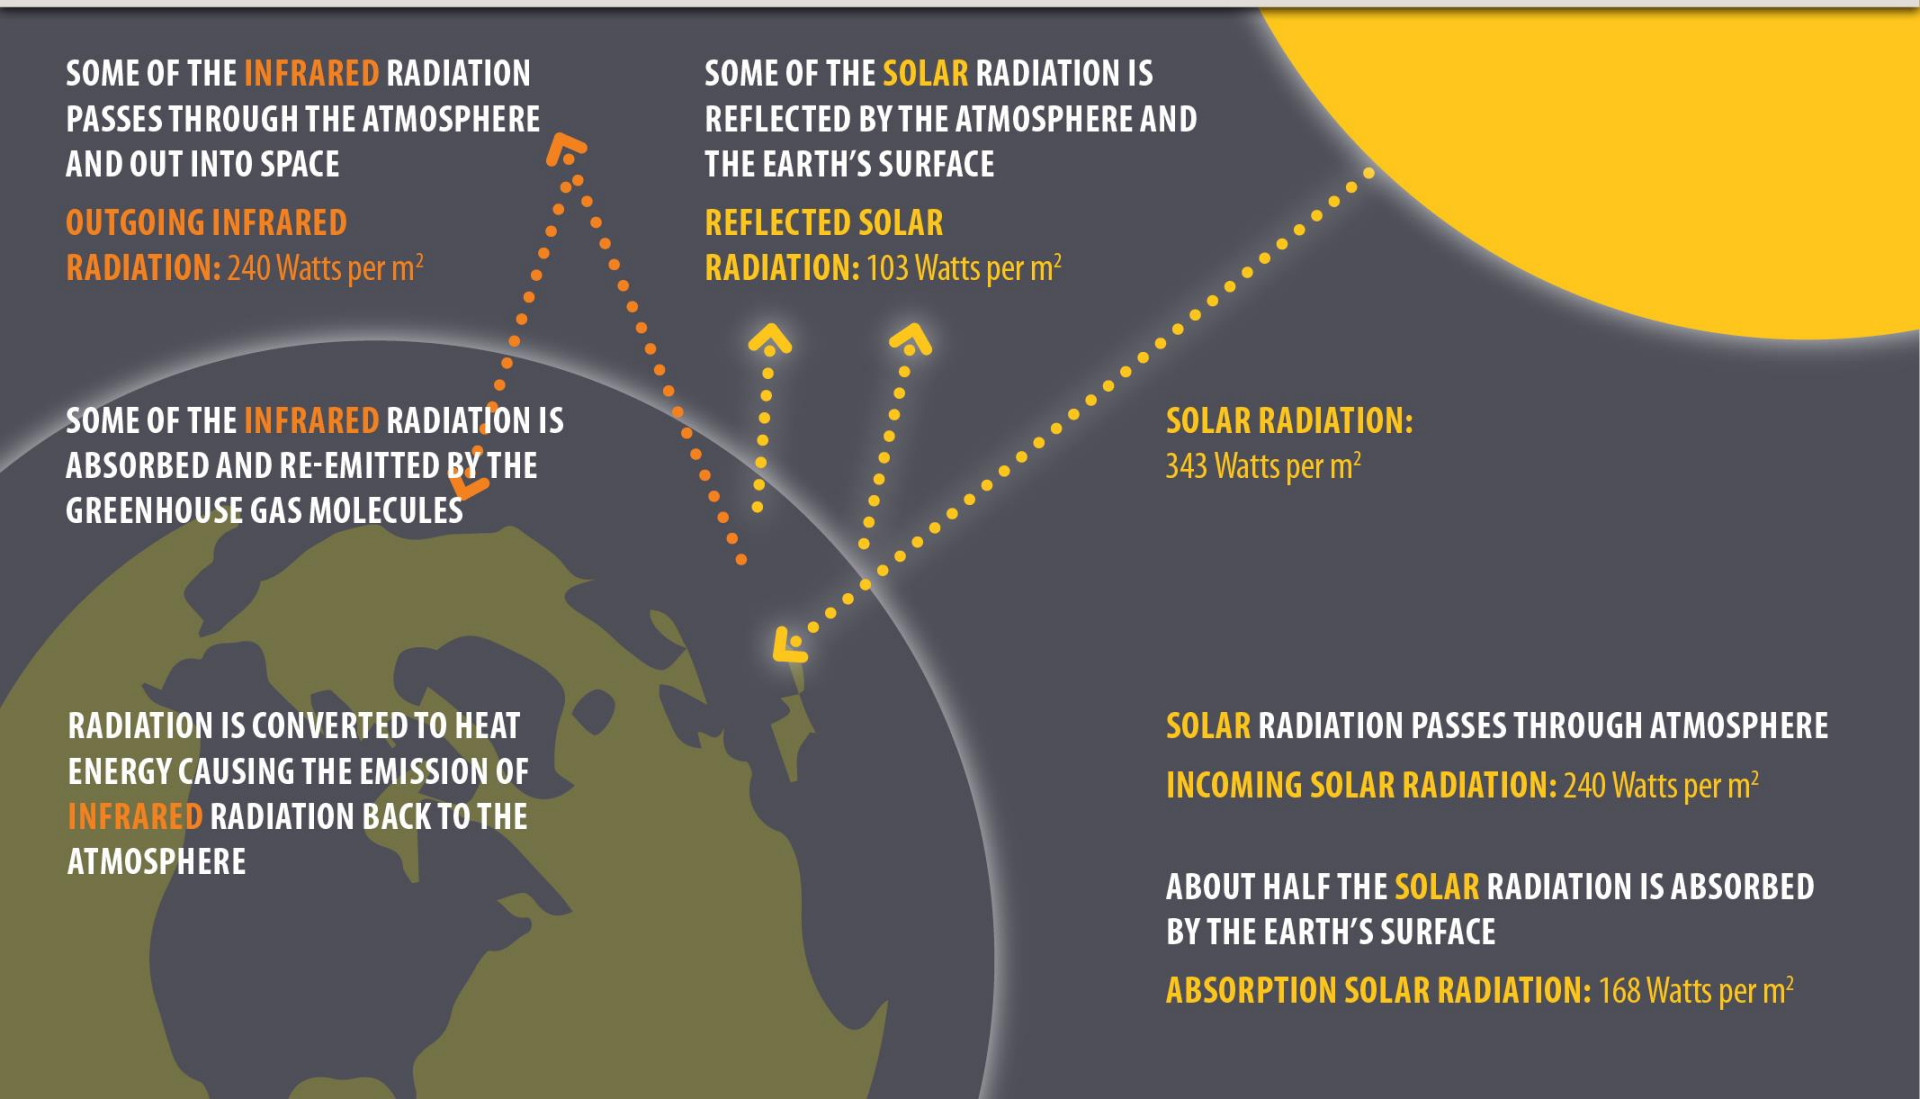 SOME OF THE INFRARED RADIATION
PASSES THROUGH THE ATMOSPHERE
AND OUT INTO SPACE
OUTGOING INFRARED
RADIATION: 240 Watts per m²
SOME OF THE SOLAR RADIATION IS
REFLECTED BY THE ATMOSPHERE AND
THE EARTH'S SURFACE
REFLECTED SOLAR
RADIATION: 103 Watts per m²
SOME OF THE INFRARED RADIATION IS
ABSORBED AND RE-EMITTED BY THE
GREENHOUSE GAS MOLECULES
SOLAR RADIATION:
343 Watts per m²
RADIATION IS CONVERTED TO HEAT
ENERGY CAUSING THE EMISSION OF
INFRARED RADIATION BACK TO THE
ATMOSPHERE
SOLAR RADIATION PASSES THROUGH ATMOSPHERE
INCOMING SOLAR RADIATION: 240 Watts per m²
ABOUT HALF THE SOLAR RADIATION IS ABSORBED
BY THE EARTH'S SURFACE
ABSORPTION SOLAR RADIATION: 168 Watts per m²